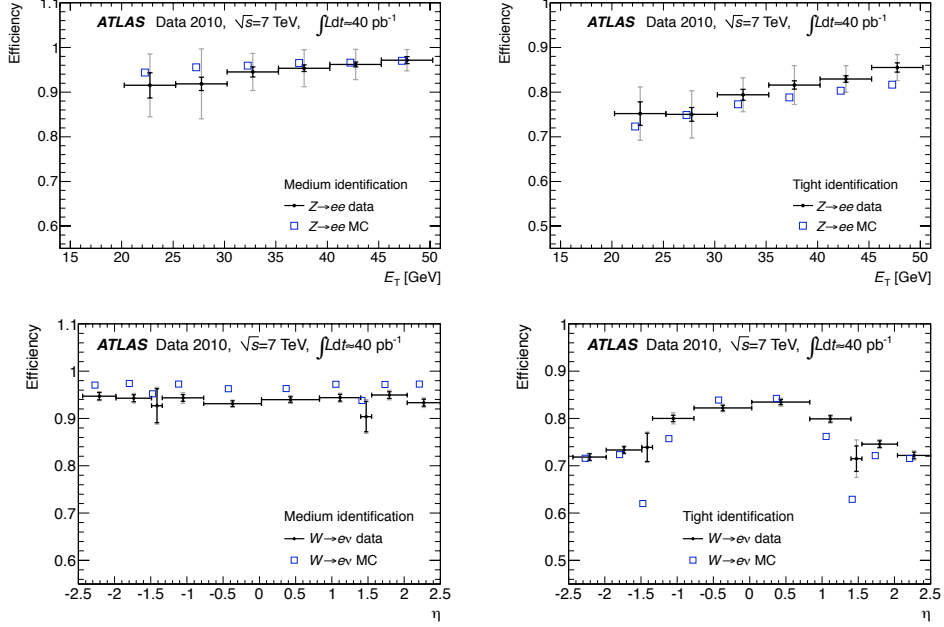 ATLAS Data 2010, √s=7 TeV, ∫Ldt≈40 pb⁻¹
Efficiency
1.1
1
0.9
0.8
0.7
0.6
Medium identification
Z→ee data
Z→ee MC
15 20 25 30 35 40 45 50
E_T [GeV]
ATLAS Data 2010, √s=7 TeV, ∫Ldt≈40 pb⁻¹
Efficiency
0.9
0.8
0.7
0.6
0.5
Tight identification
Z→ee data
Z→ee MC
15 20 25 30 35 40 45 50
E_T [GeV]
ATLAS Data 2010, √s=7 TeV, ∫Ldt≈40 pb⁻¹
Efficiency
1.1
1
0.9
0.8
0.7
0.6
Medium identification
W→eν data
W→eν MC
-2.5 -2 -1.5 -1 -0.5 0 0.5 1 1.5 2 2.5
η
ATLAS Data 2010, √s=7 TeV, ∫Ldt≈40 pb⁻¹
Efficiency
1
0.9
0.8
0.7
0.6
0.5
Tight identification
W→eν data
W→eν MC
-2.5 -2 -1.5 -1 -0.5 0 0.5 1 1.5 2 2.5
η